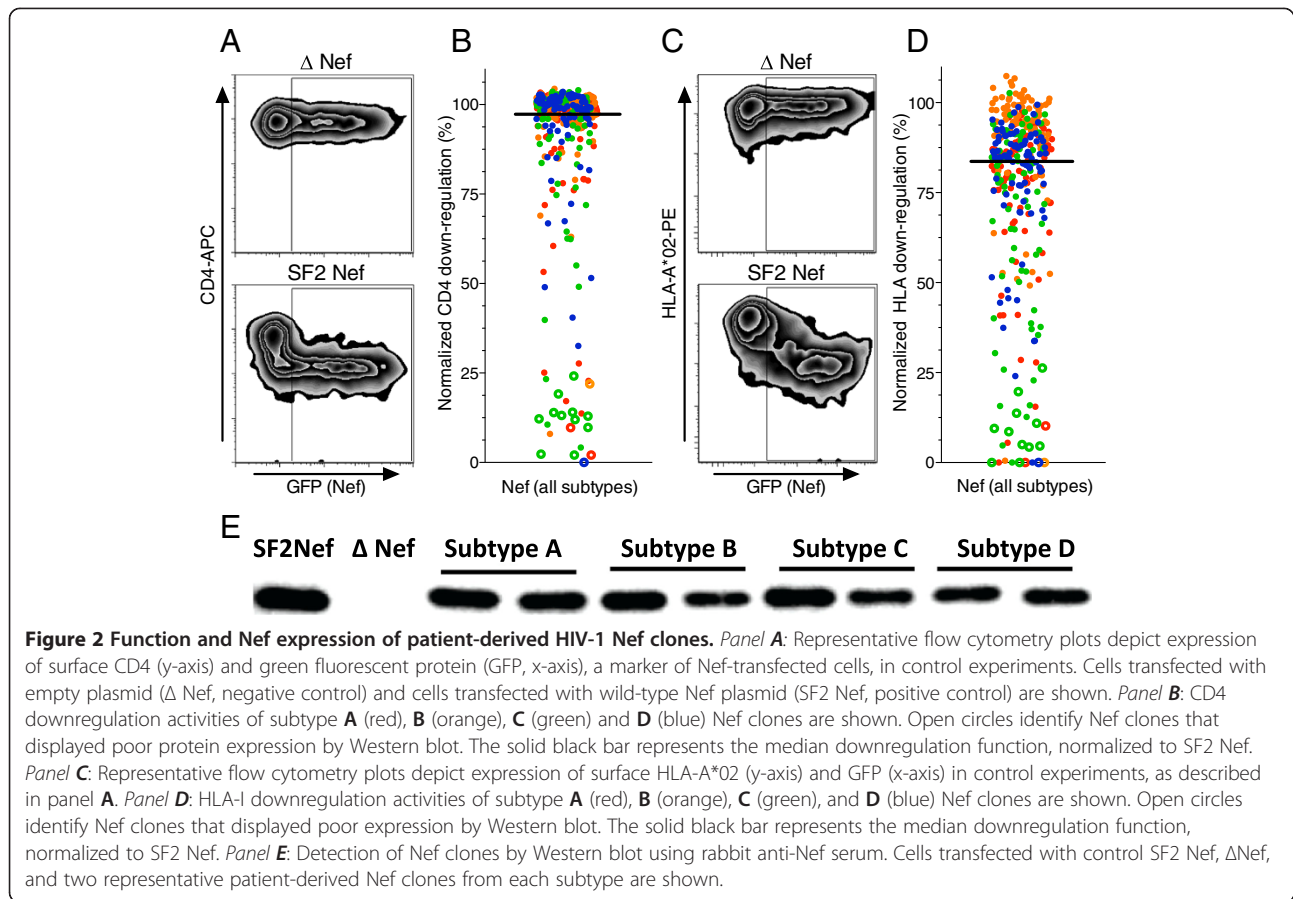 A
B
C
D
Δ Nef
Δ Nef
CD4-APC
SF2 Nef
GFP (Nef)
Normalized CD4 down-regulation (%)
100
75
50
25
0
Nef (all subtypes)
HLA-A*02-PE
SF2 Nef
GFP (Nef)
Normalized HLA down-regulation (%)
100
75
50
25
0
Nef (all subtypes)
E
SF2Nef Δ Nef Subtype A Subtype B Subtype C Subtype D
Figure 2 Function and Nef expression of patient-derived HIV-1 Nef clones. Panel A: Representative flow cytometry plots depict expression
of surface CD4 (y-axis) and green fluorescent protein (GFP, x-axis), a marker of Nef-transfected cells, in control experiments. Cells transfected with
empty plasmid (Δ Nef, negative control) and cells transfected with wild-type Nef plasmid (SF2 Nef, positive control) are shown. Panel B: CD4
downregulation activities of subtype A (red), B (orange), C (green) and D (blue) Nef clones are shown. Open circles identify Nef clones that
displayed poor protein expression by Western blot. The solid black bar represents the median downregulation function, normalized to SF2 Nef.
Panel C: Representative flow cytometry plots depict expression of surface HLA-A*02 (y-axis) and GFP (x-axis) in control experiments, as described
in panel A. Panel D: HLA-I downregulation activities of subtype A (red), B (orange), C (green), and D (blue) Nef clones are shown. Open circles
identify Nef clones that displayed poor expression by Western blot. The solid black bar represents the median downregulation function,
normalized to SF2 Nef. Panel E: Detection of Nef clones by Western blot using rabbit anti-Nef serum. Cells transfected with control SF2 Nef, ΔNef,
and two representative patient-derived Nef clones from each subtype are shown.